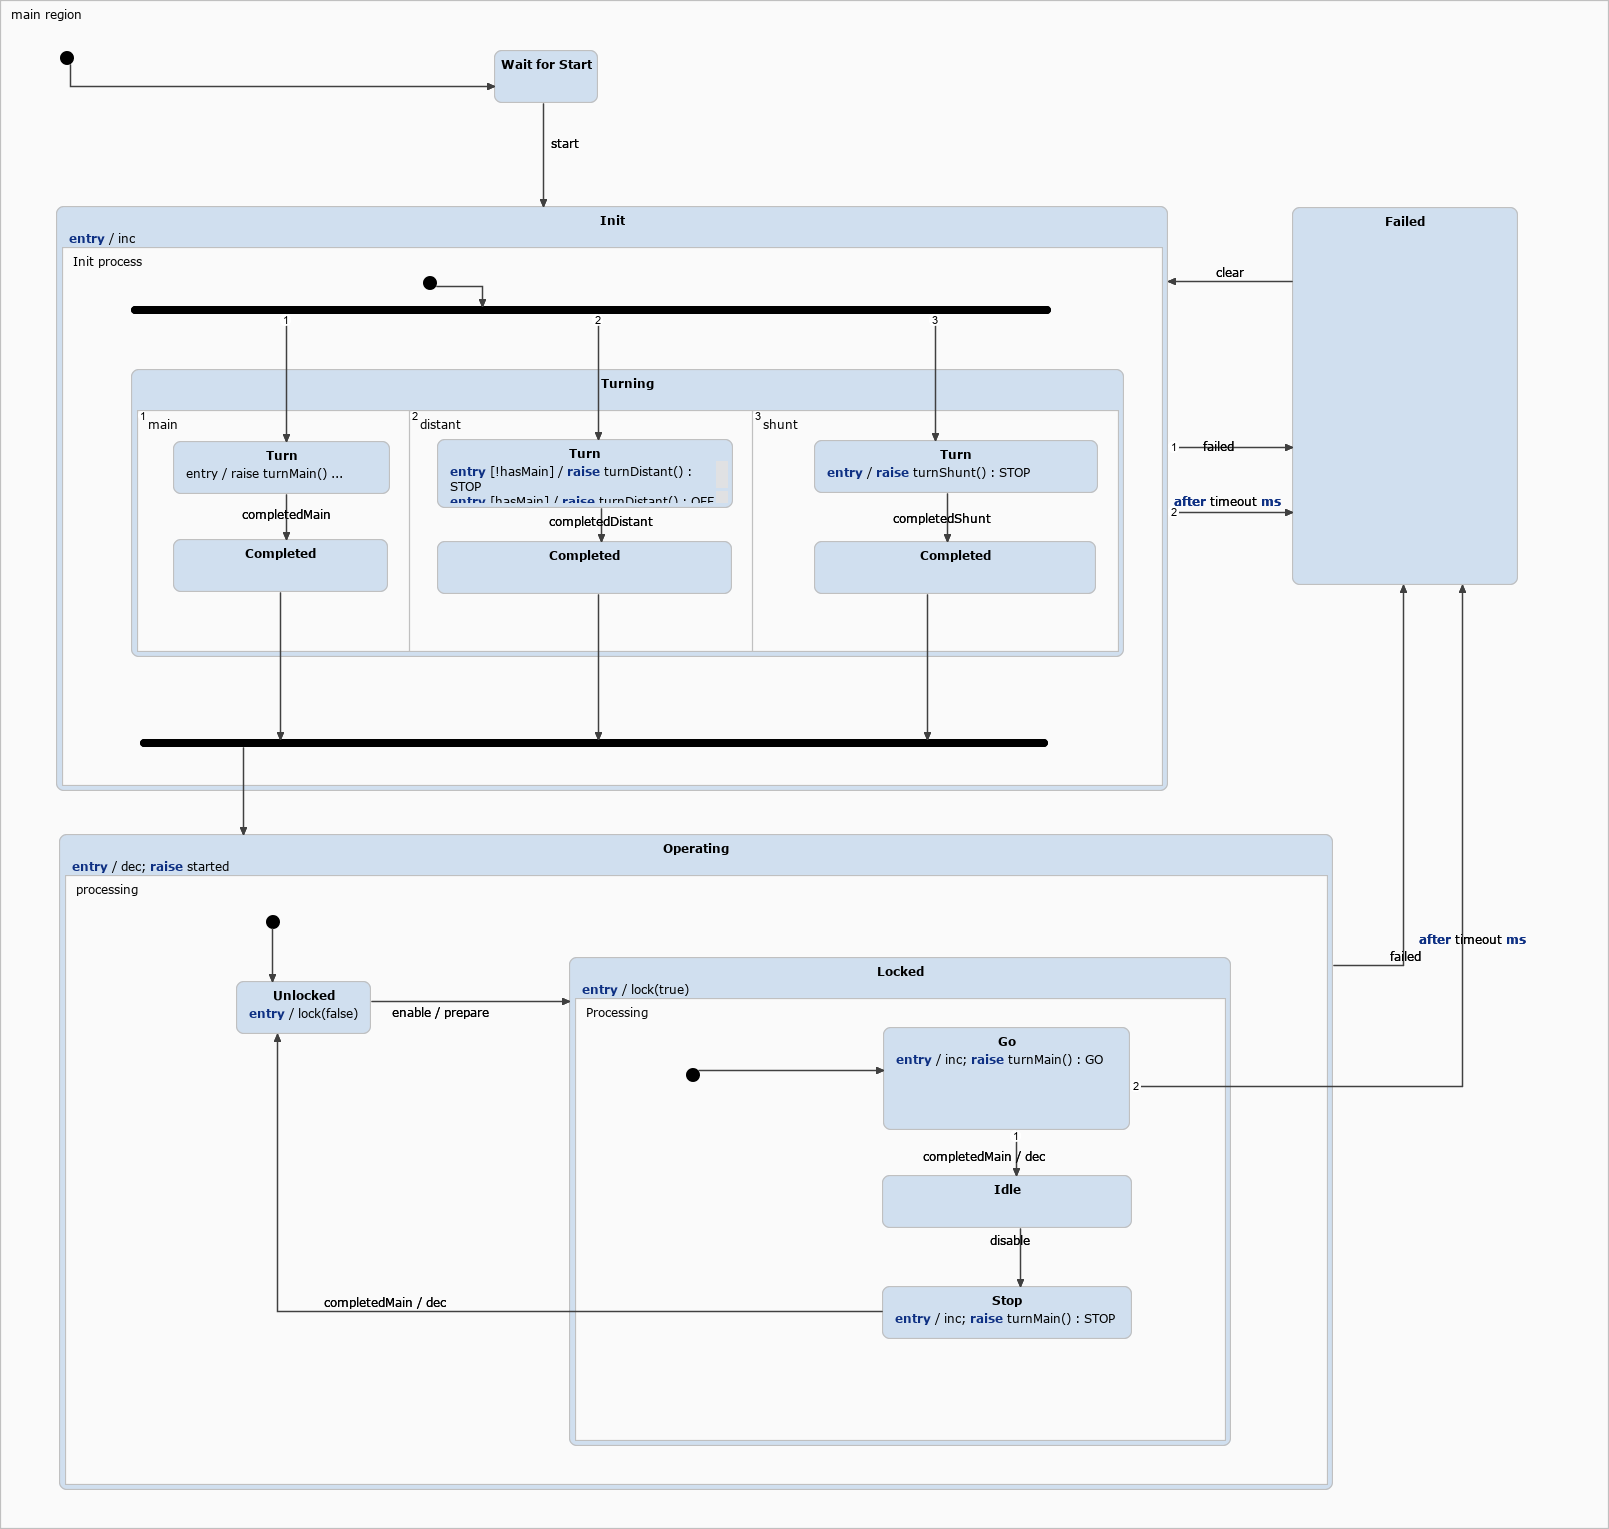 main region
Wait for Start
start
Init
entry / inc
Init process
1
2
3
Turning
1
main
2
distant
3
shunt
Turn
entry / raise turnMain() ...
Turn
entry [!hasMain] / raise turnDistant() :
STOP
entry [hasMain] / raise turnDistant() : OFF
Turn
entry / raise turnShunt() : STOP
completedMain
completedDistant
completedShunt
Completed
Completed
Completed
Failed
clear
1
failed
after timeout ms
2
Operating
entry / dec; raise started
processing
Unlocked
entry / lock(false)
enable / prepare
Locked
entry / lock(true)
Processing
Go
entry / inc; raise turnMain() : GO
2
1
completedMain / dec
Idle
disable
Stop
entry / inc; raise turnMain() : STOP
completedMain / dec
after timeout ms
failed